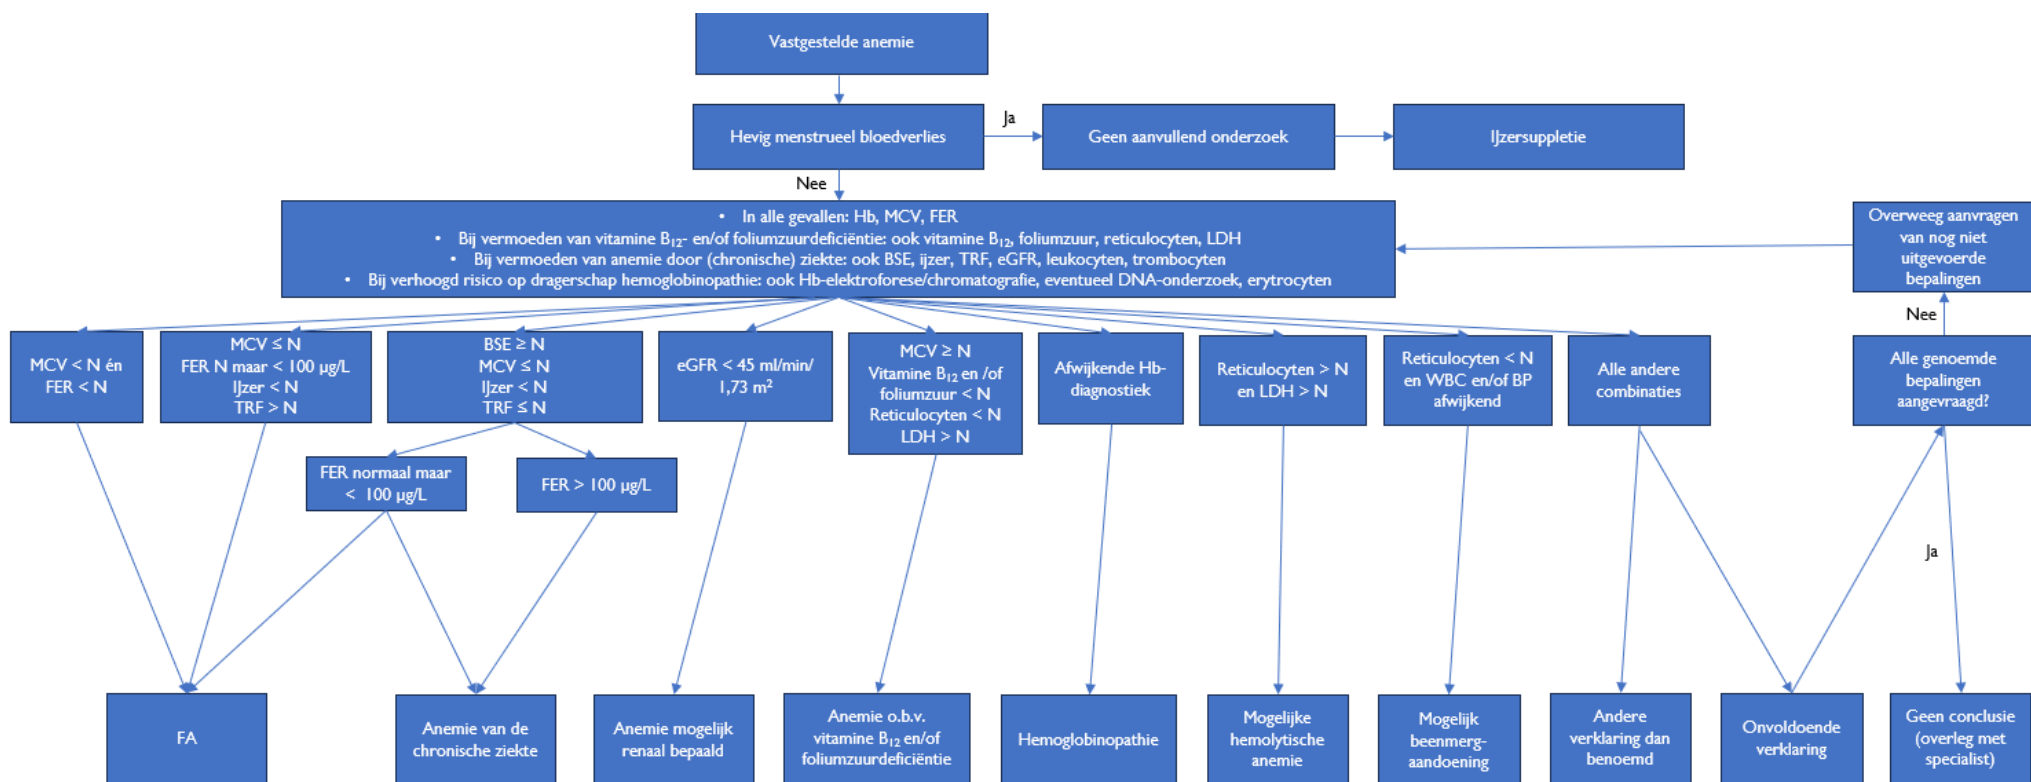 Vastgestelde anemie
Hevig menstrueel bloedverlies
Ja
Geen aanvullend onderzoek
IJzersuppletie
Nee
• In alle gevallen: Hb, MCV, FER
• Bij vermoeden van vitamine B₁₂- en/of foliumzuurdeficiëntie: ook vitamine B₁₂, foliumzuur, reticulocyten, LDH
• Bij vermoeden van anemie door (chronische) ziekte: ook BSE, ijzer, TRF, eGFR, leukocyten, trombocyten
• Bij verhoogd risico op dragerschap hemoglobinopathie: ook Hb-elektroforese/chromatografie, eventueel DNA-onderzoek, erytrocyten
Overweeg aanvragen
van nog niet
uitgevoerde
bepalingen
Nee
MCV < N én
FER < N
MCV ≤ N
FER N maar < 100 µg/L
IJzer < N
TRF > N
BSE ≥ N
MCV ≤ N
IJzer < N
TRF ≤ N
eGFR < 45 ml/min/
1,73 m²
MCV ≥ N
Vitamine B₁₂ en /of
foliumzuur < N
Reticulocyten < N
LDH > N
Afwijkende Hb-
diagnostiek
Reticulocyten > N
en LDH > N
Reticulocyten < N
en WBC en/of BP
afwijkend
Alle andere
combinaties
Alle genoemde
bepalingen
aangevraagd?
FER normaal maar
< 100 µg/L
FER > 100 µg/L
Ja
FA
Anemie van de
chronische ziekte
Anemie mogelijk
renaal bepaald
Anemie o.b.v.
vitamine B₁₂ en/of
foliumzuurdeficiëntie
Hemoglobinopathie
Mogelijke
hemolytische
anemie
Mogelijk
beenmerg-
aandoening
Andere
verklaring dan
benoemd
Onvoldoende
verklaring
Geen conclusie
(overleg met
specialist)